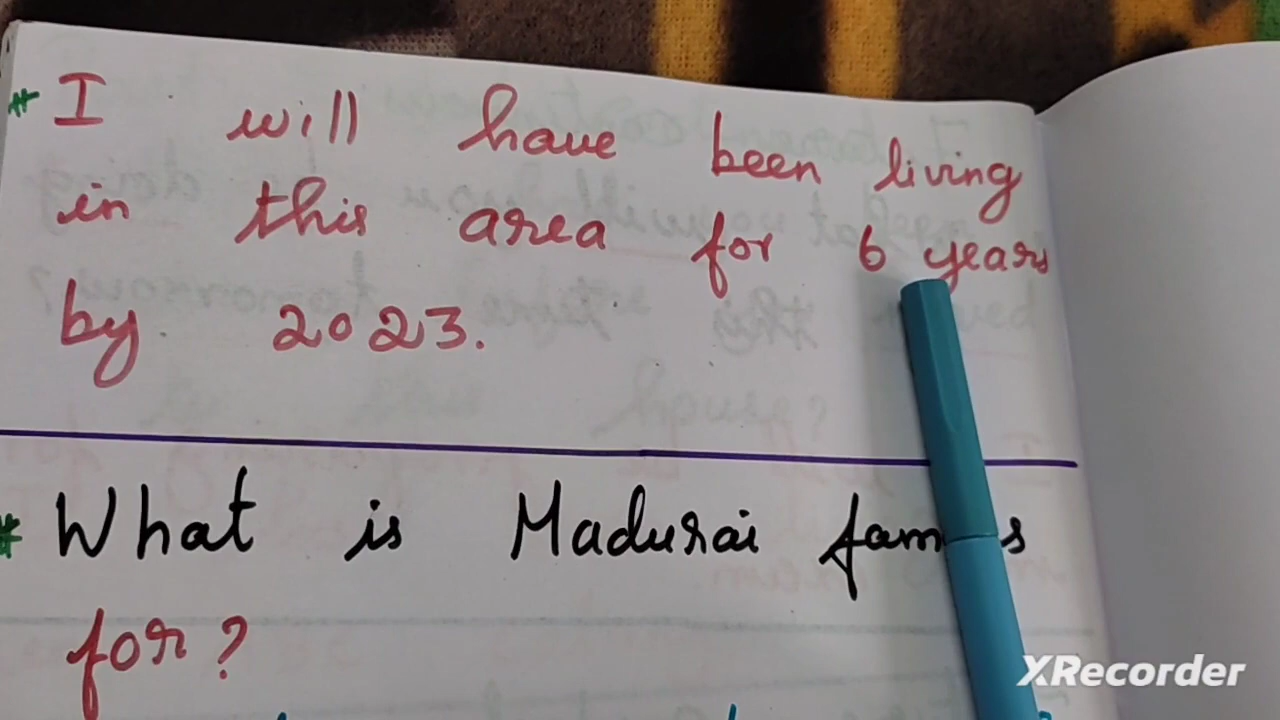 * I will have been living
in this area for 6 years
by 2023.
* What is Madurai
for?
XRecorder